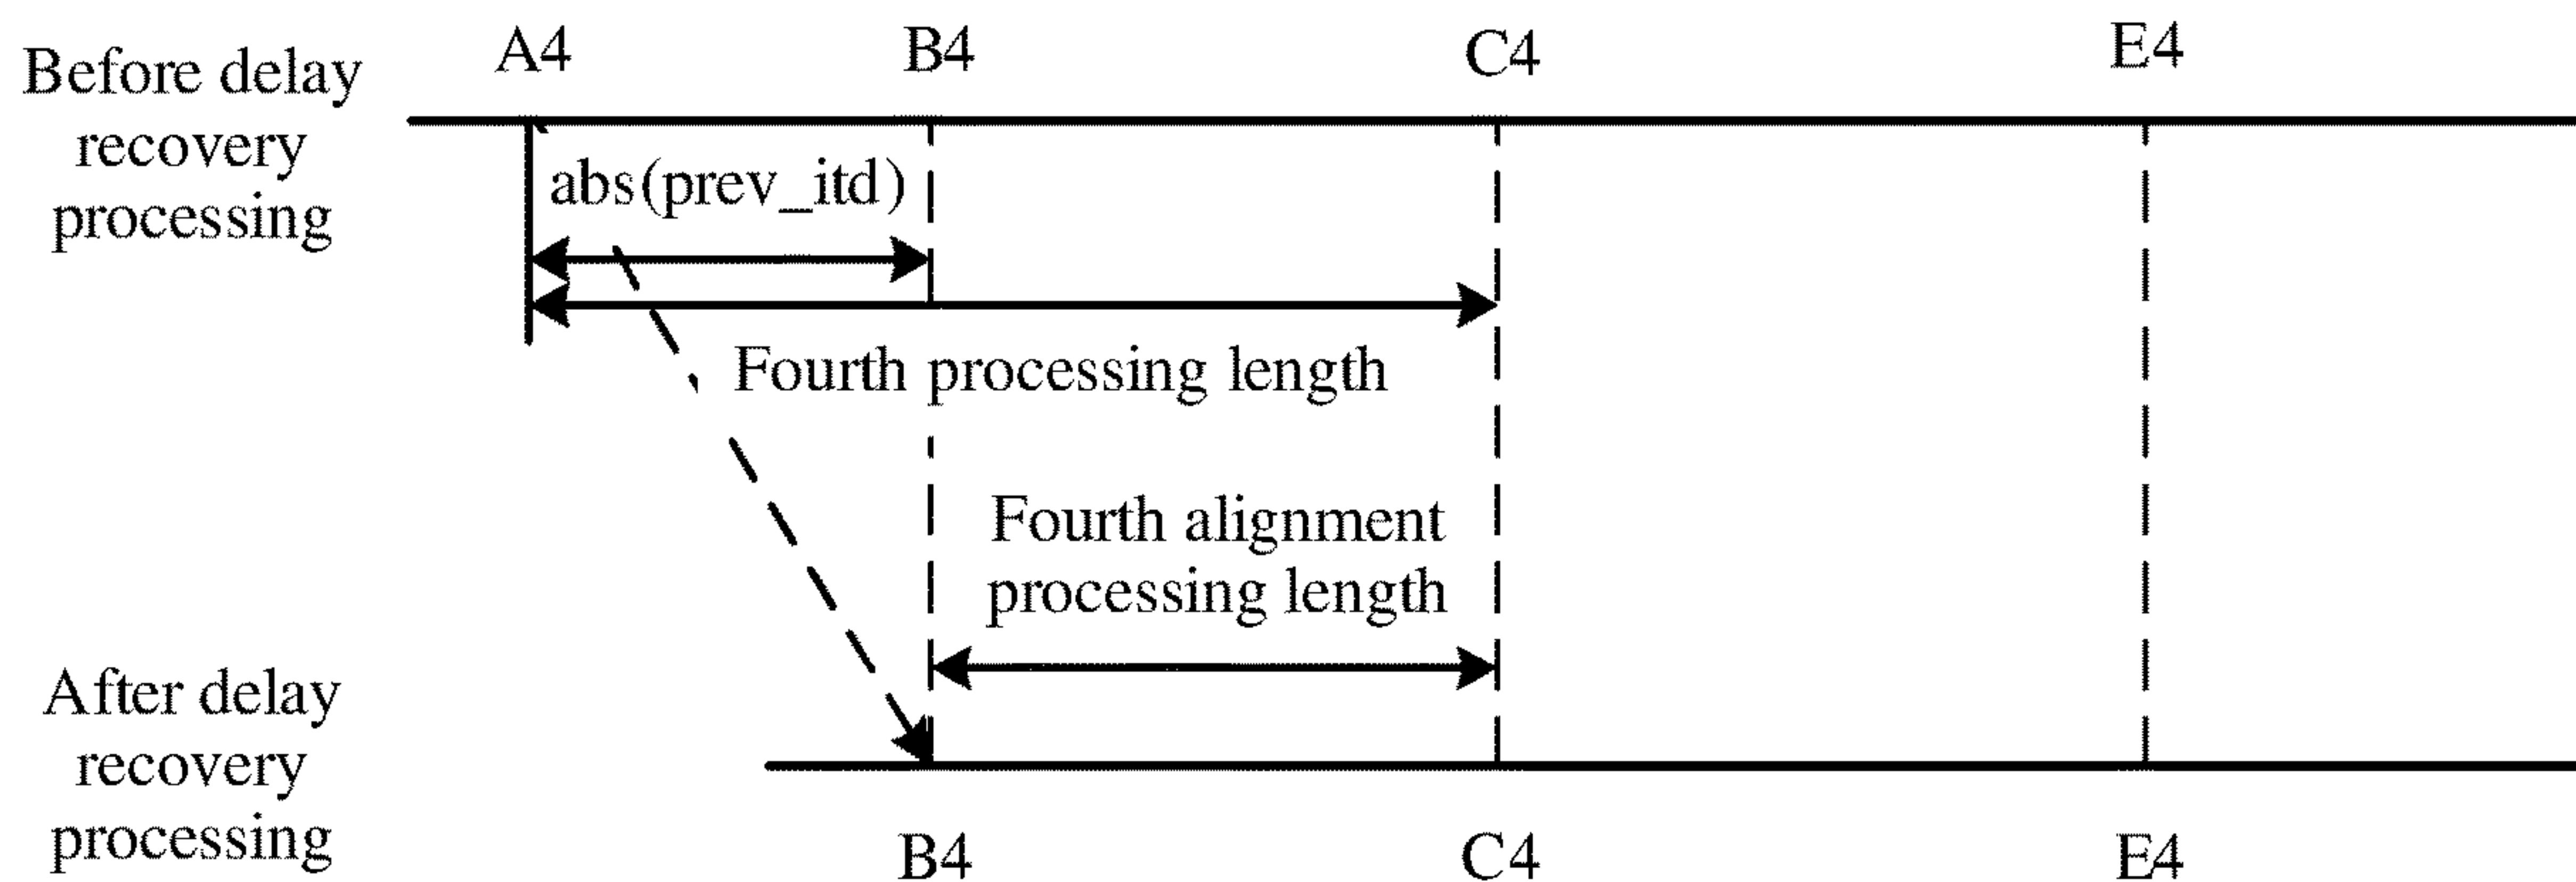 Before delay
recovery
processing
A4
B4
C4
E4
abs(prev_itd)
Fourth processing length
Fourth alignment
processing length
After delay
recovery
processing
B4
C4
E4